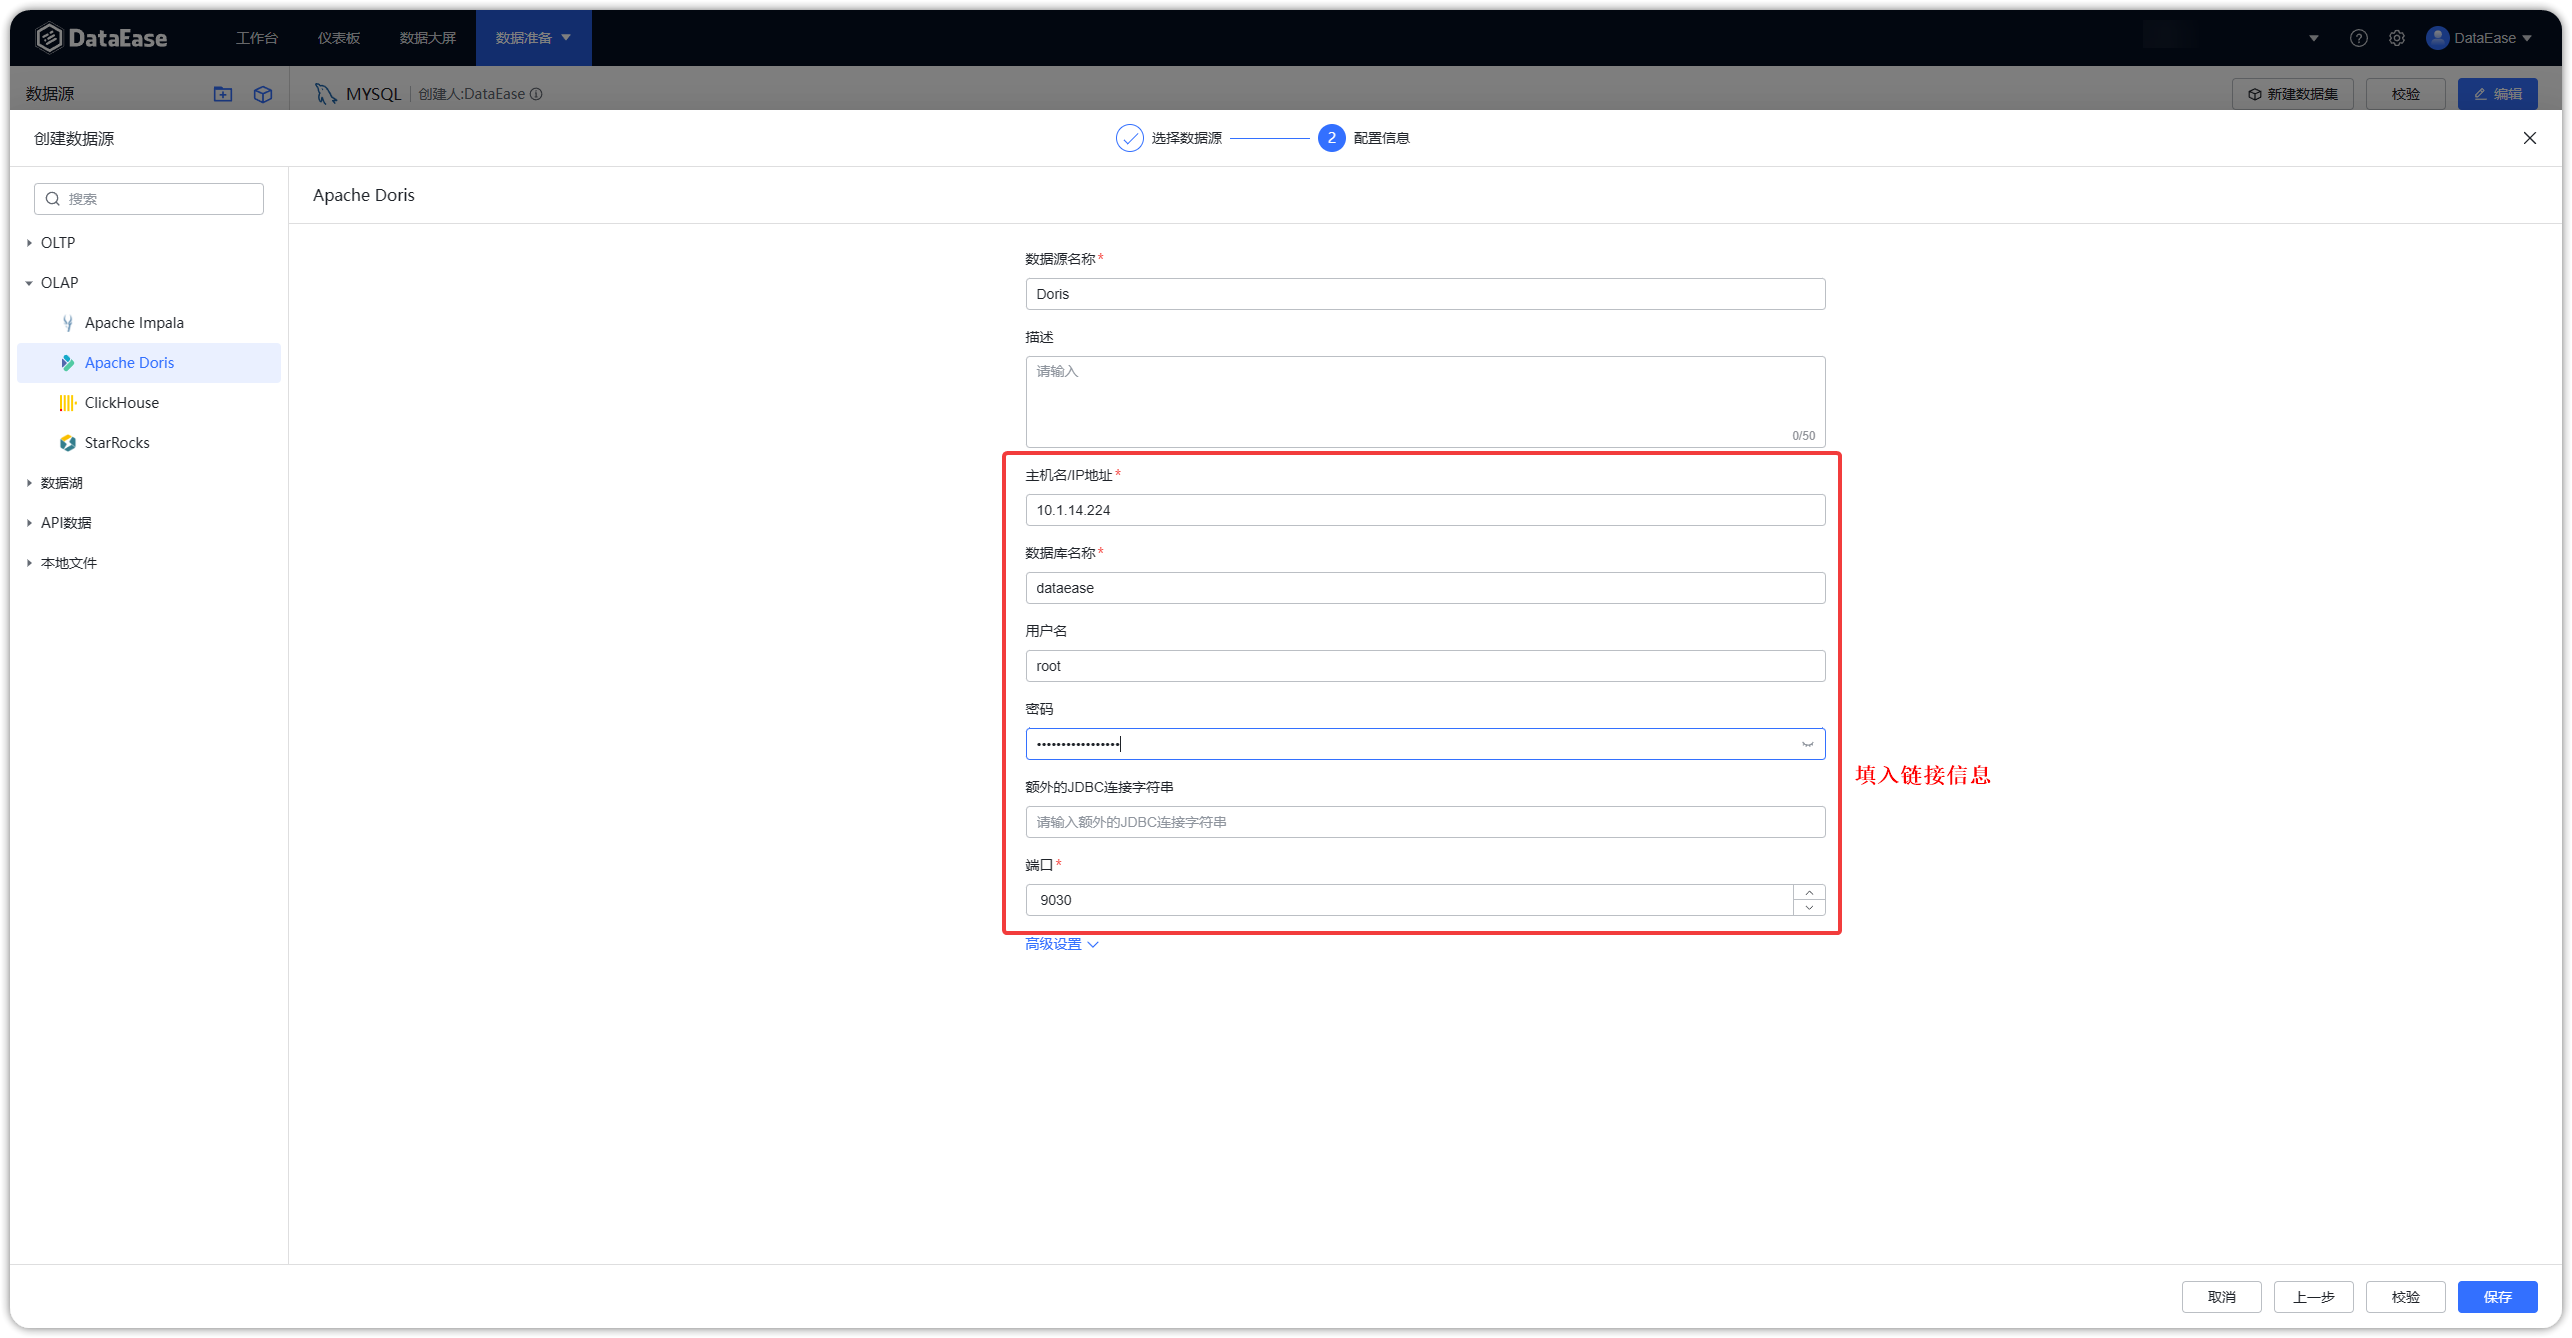 DataEase 工作台 仪表板 数据大屏 数据准备 DataEase
数据源 MYSQL 创建人:DataEase 新建数据集 校验 编辑
创建数据源 选择数据源 2 配置信息
搜索
OLTP
OLAP
Apache Impala
Apache Doris
ClickHouse
StarRocks
数据湖
API数据
本地文件
Apache Doris
数据源名称*
Doris
描述
请输入
0/50
主机名/IP地址*
10.1.14.224
数据库名称*
dataease
用户名
root
密码
•••••••••••••••••
额外的JDBC连接字符串
请输入额外的JDBC连接字符串
端口*
9030
高级设置
填入链接信息
取消 上一步 校验 保存